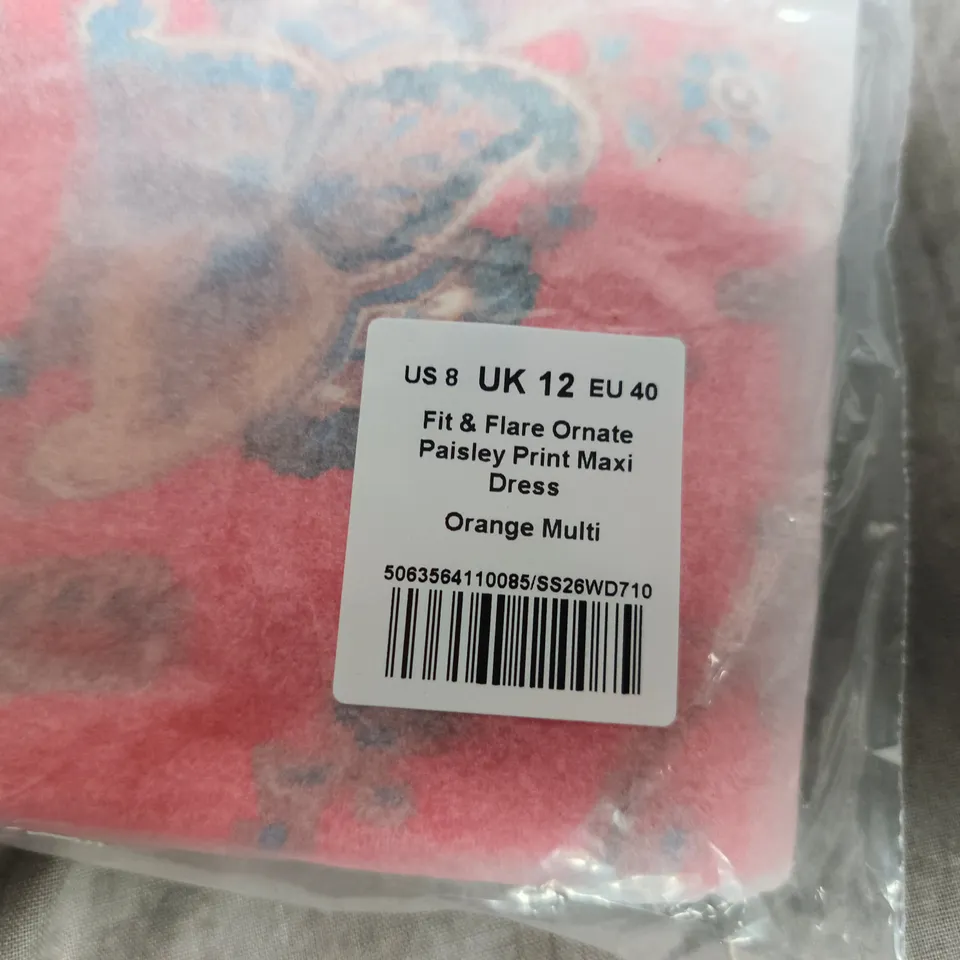 US 8 UK 12 EU 40
Fit & Flare Ornate
Paisley Print Maxi
Dress
Orange Multi
5063564110085/SS26WD710